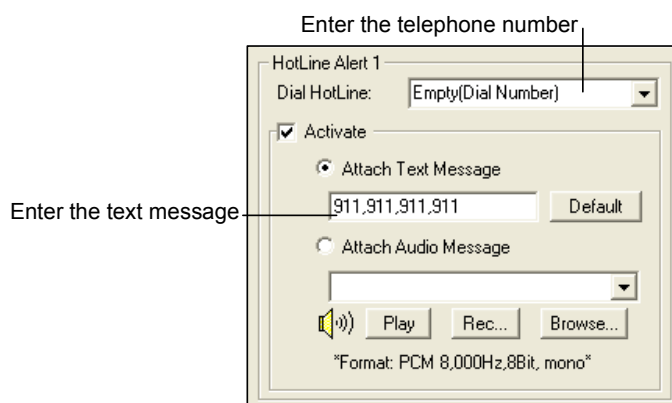 Enter the telephone number
HotLine Alert 1
Dial HotLine: Empty(Dial Number)
Activate
Attach Text Message
Enter the text message
911,911,911,911 Default
Attach Audio Message
Play Rec... Browse...
"Format: PCM 8,000Hz,8Bit, mono"